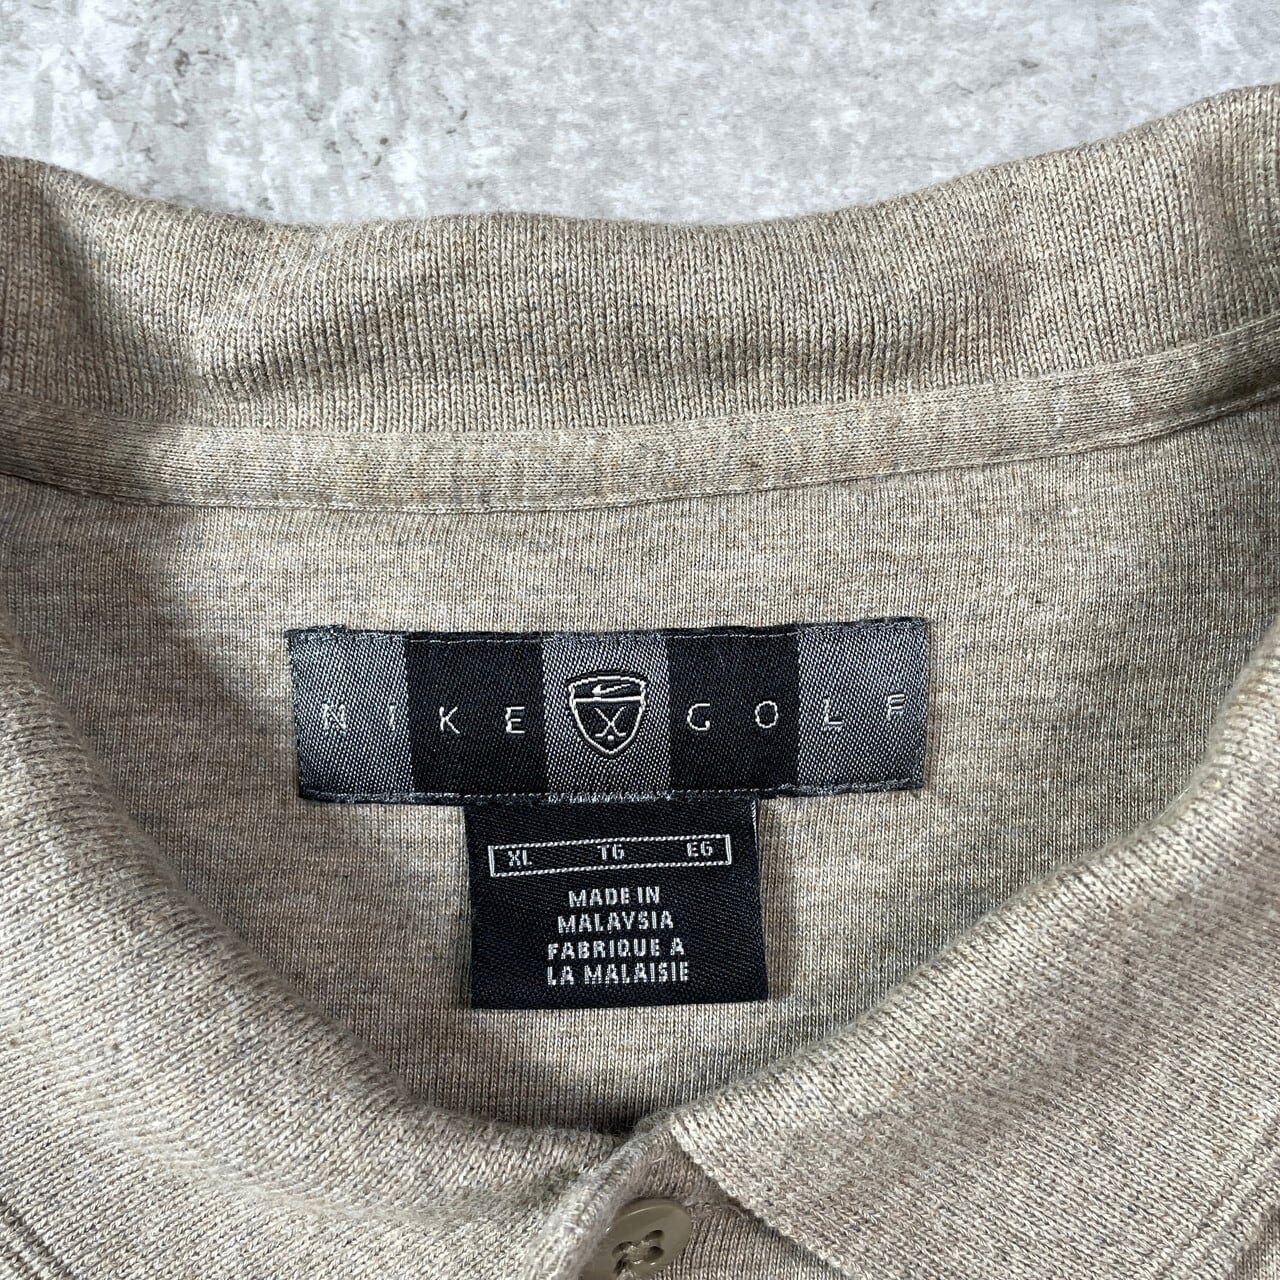 NIKE GOLF
XL TG EG
MADE IN
MALAYSIA
FABRIQUE A
LA MALAISIE